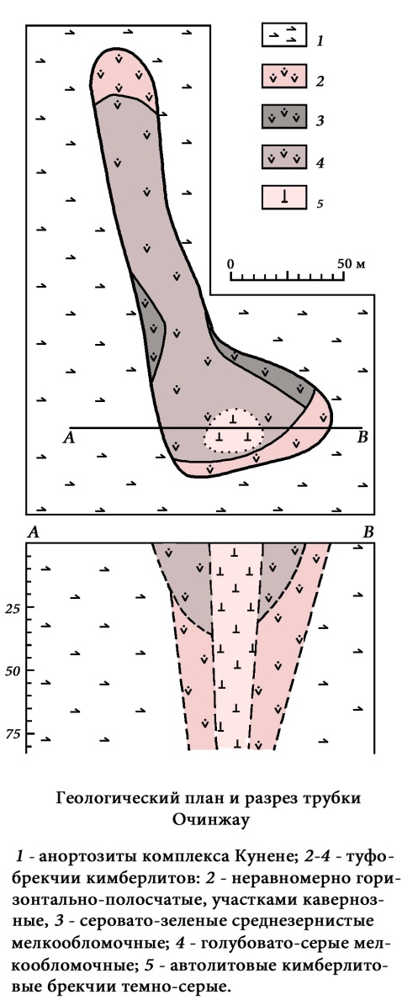 1
2
3
4
5
0 50 м
A B
A B
25
50
75
Геологический план и разрез трубки
Очинжау
1 - анортозиты комплекса Кунене; 2-4 - туфо-
брекчии кимберлитов: 2 - неравномерно гори-
зонтально-полосчатые, участками каверноз-
ные, 3 - серовато-зеленые среднезернистые
мелкообломочные; 4 - голубовато-серые мел-
кообломочные; 5 - автолитовые кимберлито-
вые брекчии темно-серые.